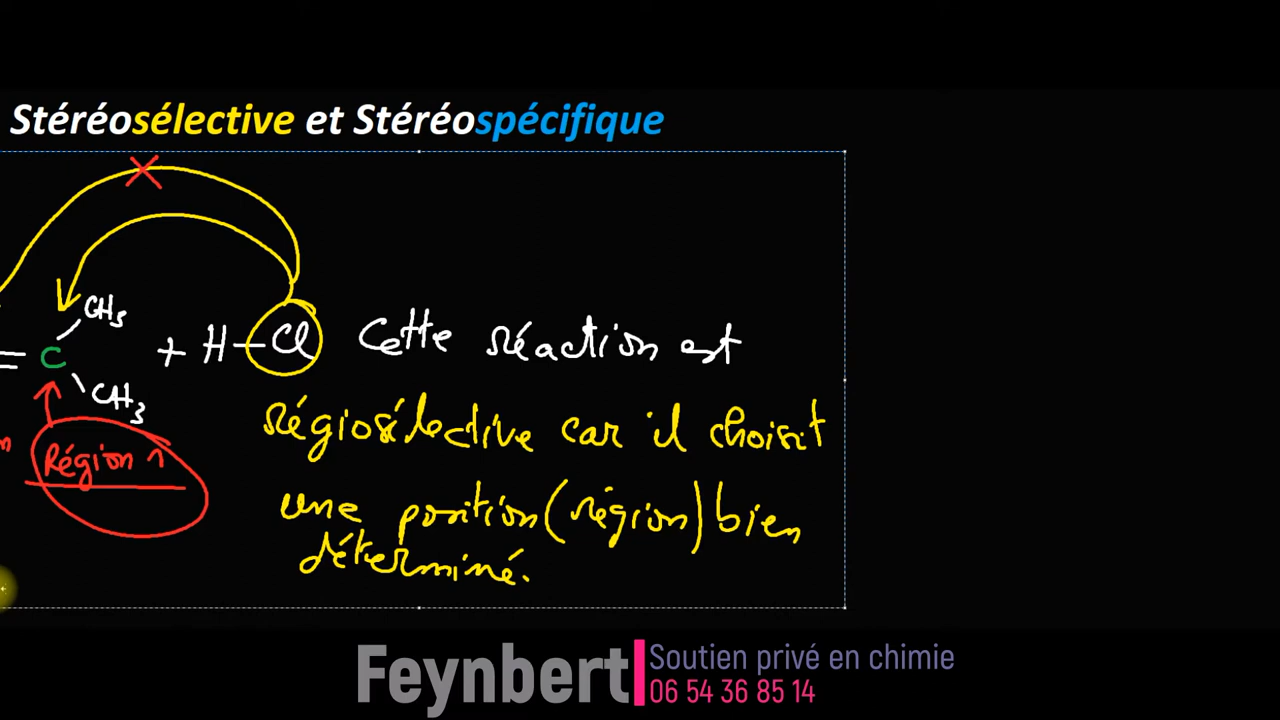 Stéréosélective et Stéréospécifique
CH3
= C + H-Cl Cette réaction est
CH3
régiosélective car il choisit
n Région 1
une position (région) bien
déterminé.
Feynbert
Soutien privé en chimie
06 54 36 85 14